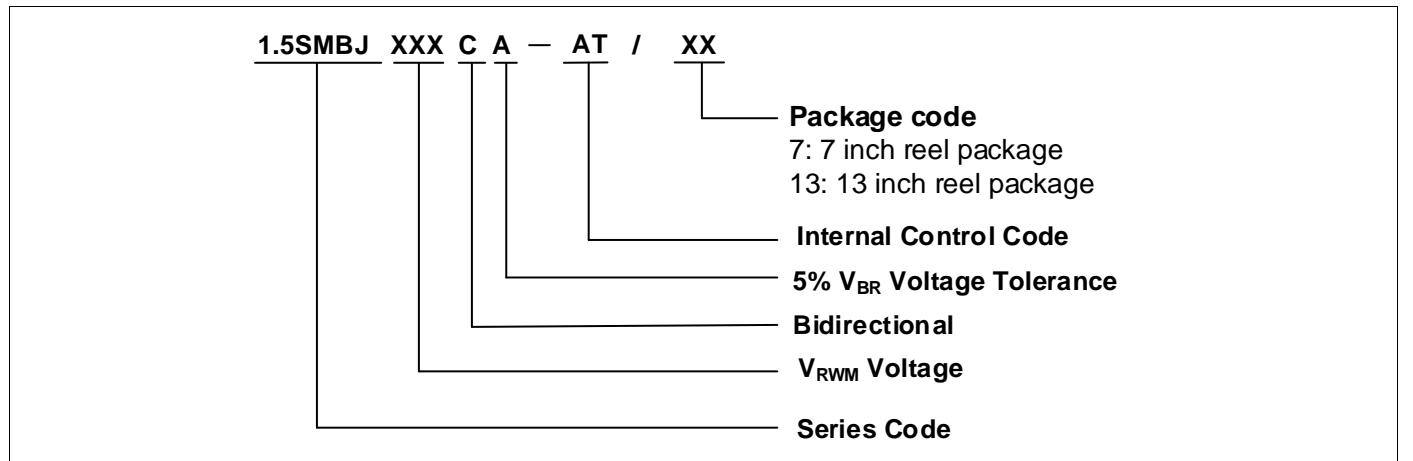 1.5SMBJ XXX C A — AT / XX
Package code
7: 7 inch reel package
13: 13 inch reel package
Internal Control Code
5% VBR Voltage Tolerance
Bidirectional
VRWM Voltage
Series Code